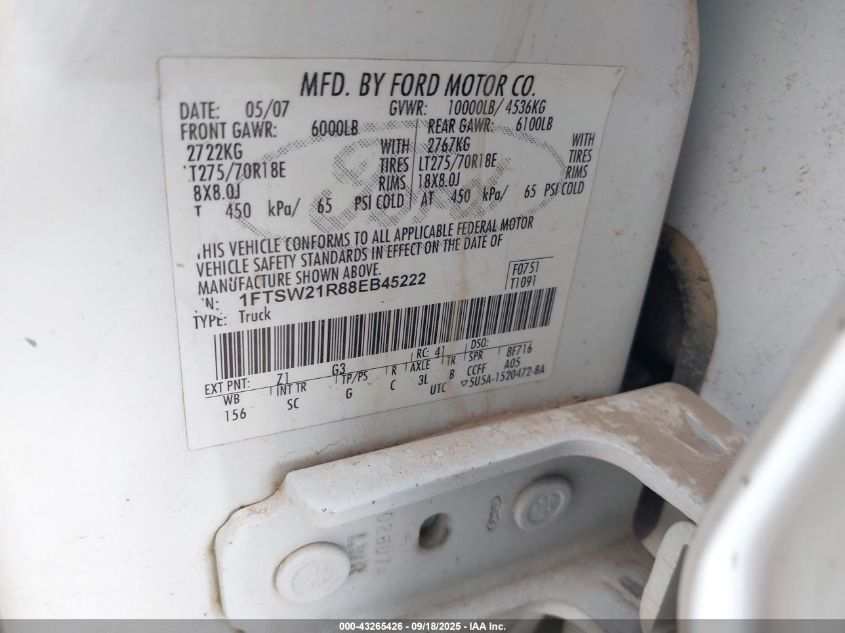 MFD. BY FORD MOTOR CO.
DATE: 05/07 GVWR: 10000LB/ 4536KG
FRONT GAWR: 6000LB REAR GAWR: 6100LB
2722KG WITH 2767KG WITH
LT275/70R18E TIRES LT275/70R18E TIRES
8X8.0J RIMS 18X8.0J RIMS
T 450 kPa/ 65 PSI COLD AT 450 kPa/ 65 PSI COLD
THIS VEHICLE CONFORMS TO ALL APPLICABLE FEDERAL MOTOR
VEHICLE SAFETY STANDARDS IN EFFECT ON THE DATE OF
MANUFACTURE SHOWN ABOVE.
IN: 1FTSW21R88EB45222 F0751
TYPE: Truck T1091
EXT PNT: Z1 G3 RC: 41 DSO:
WB INT TR TP/PS R AXLE TR SPR 8F716
156 SC G C 3L B CCFF A05
UTC ▽5U5A-1520472-BA
LWR
000-43265426 - 09/18/2025 - IAA Inc.